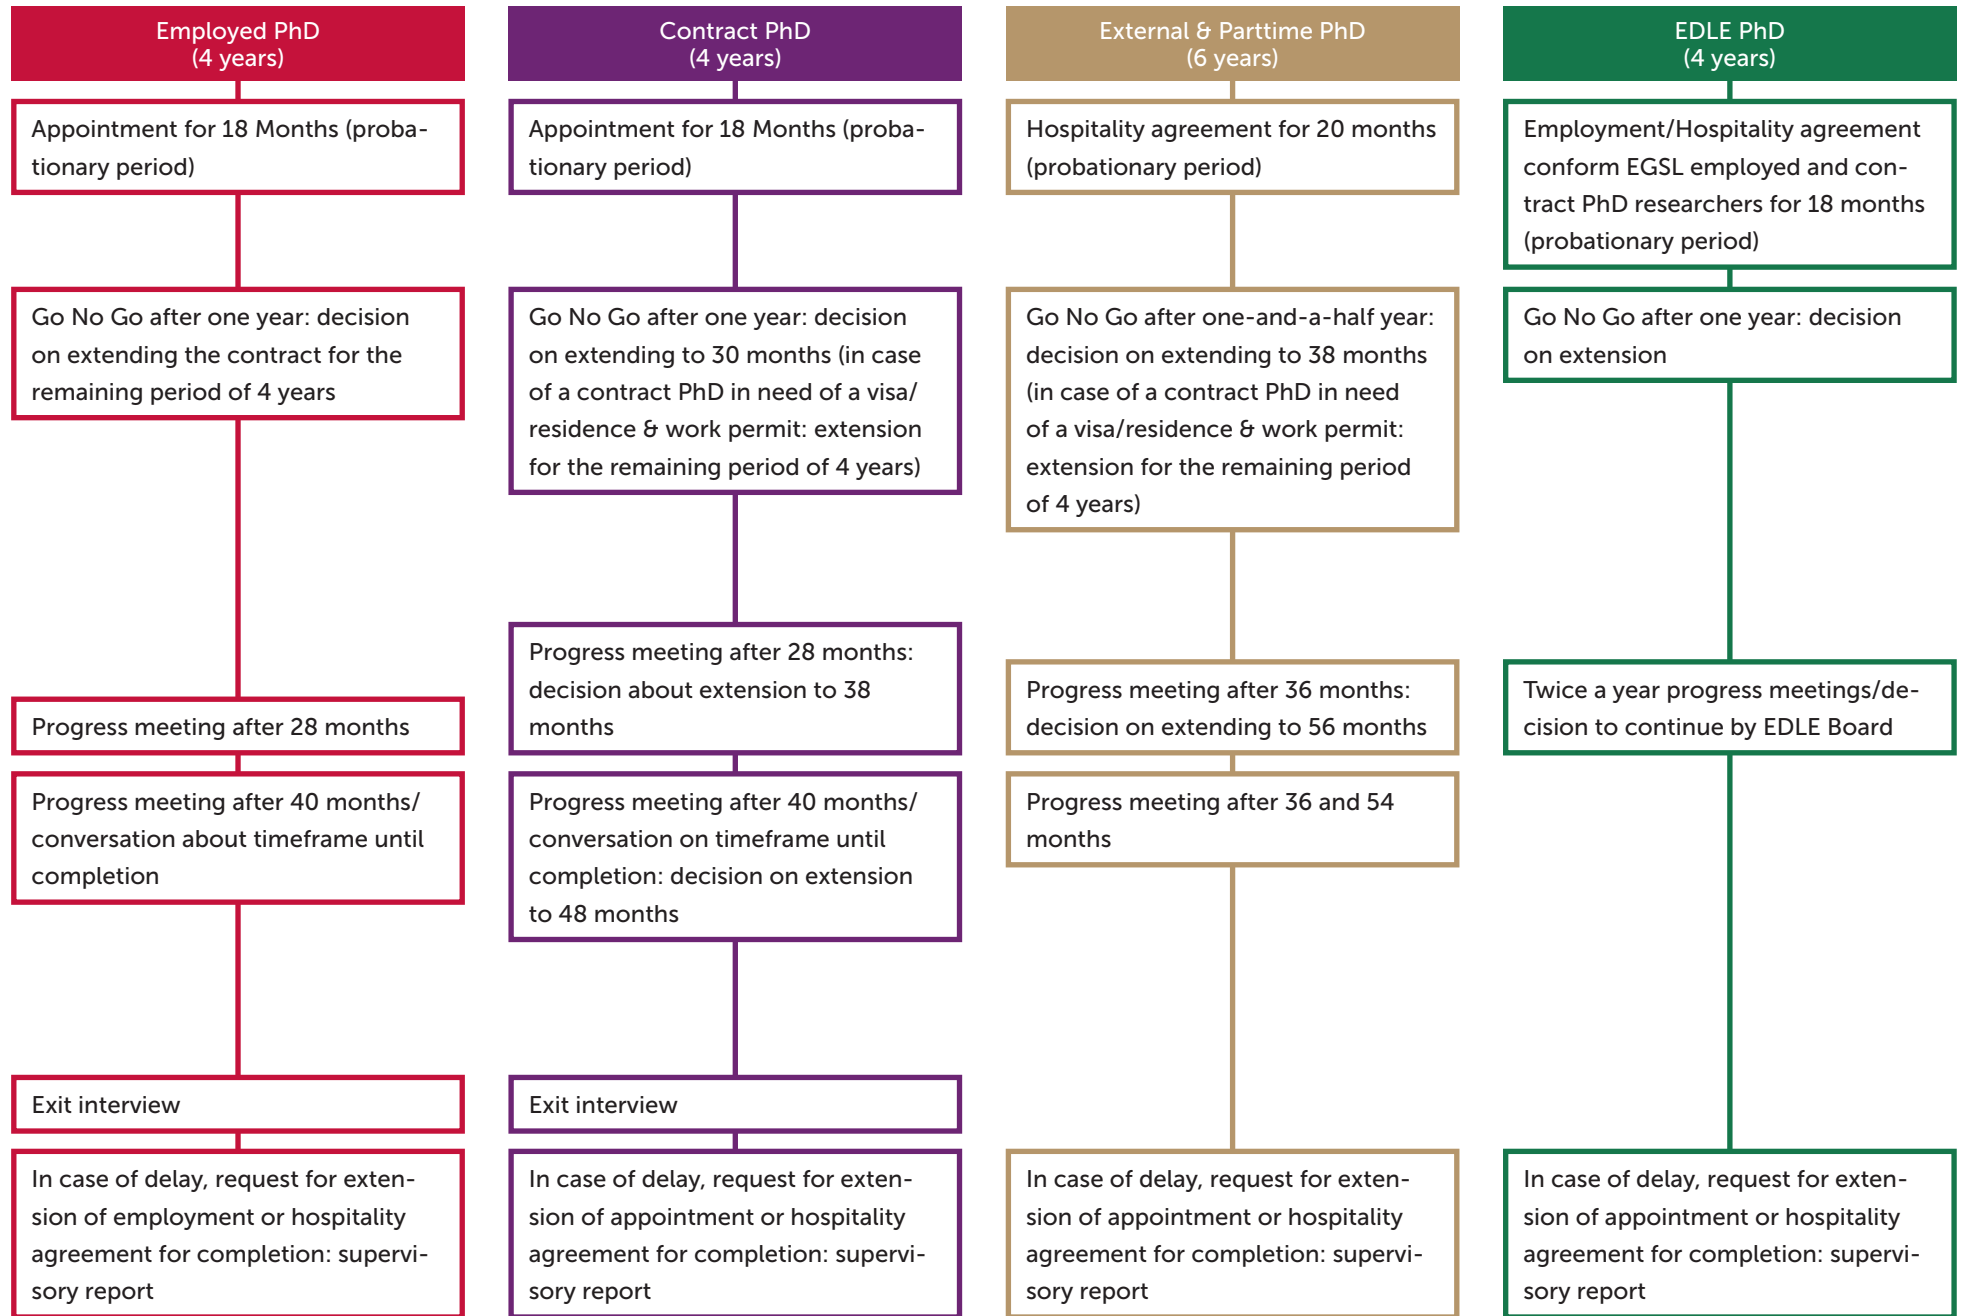 Employed PhD
(4 years)
Appointment for 18 Months (proba-
tionary period)
Go No Go after one year: decision
on extending the contract for the
remaining period of 4 years
Progress meeting after 28 months
Progress meeting after 40 months/
conversation about timeframe until
completion
Exit interview
In case of delay, request for exten-
sion of employment or hospitality
agreement for completion: supervi-
sory report
Contract PhD
(4 years)
Appointment for 18 Months (proba-
tionary period)
Go No Go after one year: decision
on extending to 30 months (in case
of a contract PhD in need of a visa/
residence & work permit: extension
for the remaining period of 4 years)
Progress meeting after 28 months:
decision about extension to 38
months
Progress meeting after 40 months/
conversation on timeframe until
completion: decision on extension
to 48 months
Exit interview
In case of delay, request for exten-
sion of appointment or hospitality
agreement for completion: supervi-
sory report
External & Parttime PhD
(6 years)
Hospitality agreement for 20 months
(probationary period)
Go No Go after one-and-a-half year:
decision on extending to 38 months
(in case of a contract PhD in need
of a visa/residence & work permit:
extension for the remaining period
of 4 years)
Progress meeting after 36 months:
decision on extending to 56 months
Progress meeting after 36 and 54
months
In case of delay, request for exten-
sion of appointment or hospitality
agreement for completion: supervi-
sory report
EDLE PhD
(4 years)
Employment/Hospitality agreement
conform EGSL employed and con-
tract PhD researchers for 18 months
(probationary period)
Go No Go after one year: decision
on extension
Twice a year progress meetings/de-
cision to continue by EDLE Board
In case of delay, request for exten-
sion of appointment or hospitality
agreement for completion: supervi-
sory report